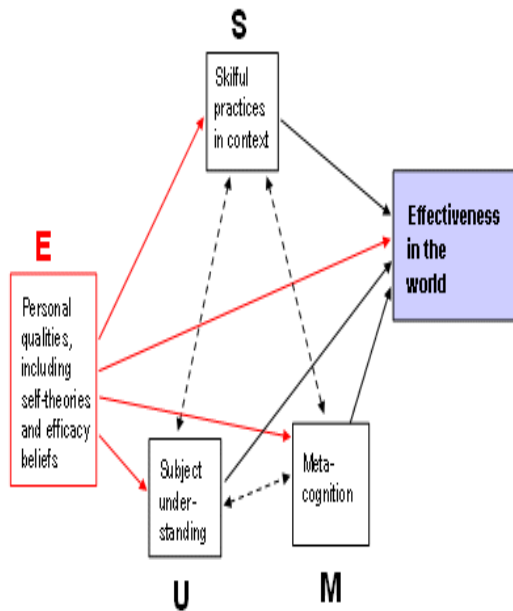 S
Skilful
practices
in context
Effectiveness
in the
world
E
Personal
qualities,
including
self-theories
and efficacy
beliefs
Subject
under-
standing
Meta-
cognition
U
M